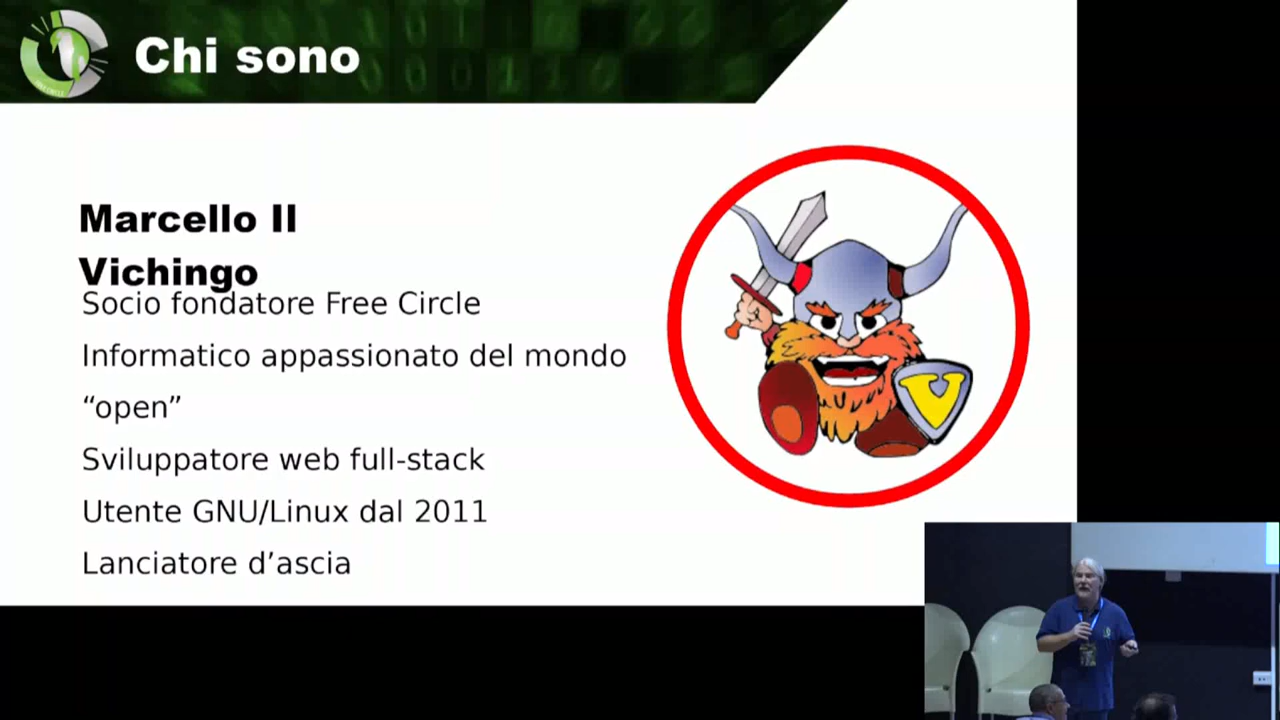 Chi sono
Marcello Il
Vichingo
Socio fondatore Free Circle
Informatico appassionato del mondo
“open”
Sviluppatore web full-stack
Utente GNU/Linux dal 2011
Lanciatore d’ascia